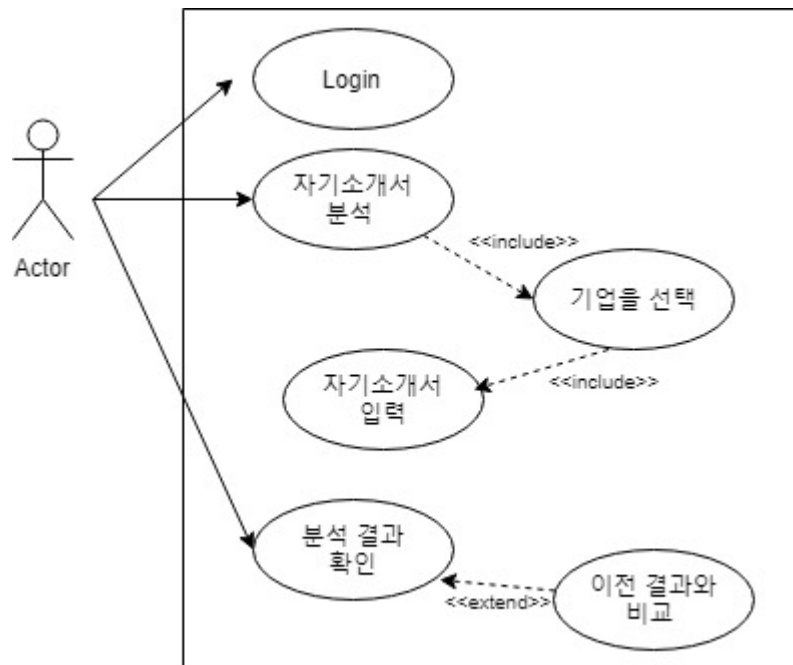 Login
자기소개서
분석
<<include>>
Actor
기업을 선택
자기소개서
입력
<<include>>
분석 결과
확인
이전 결과와
비교
<<extend>>